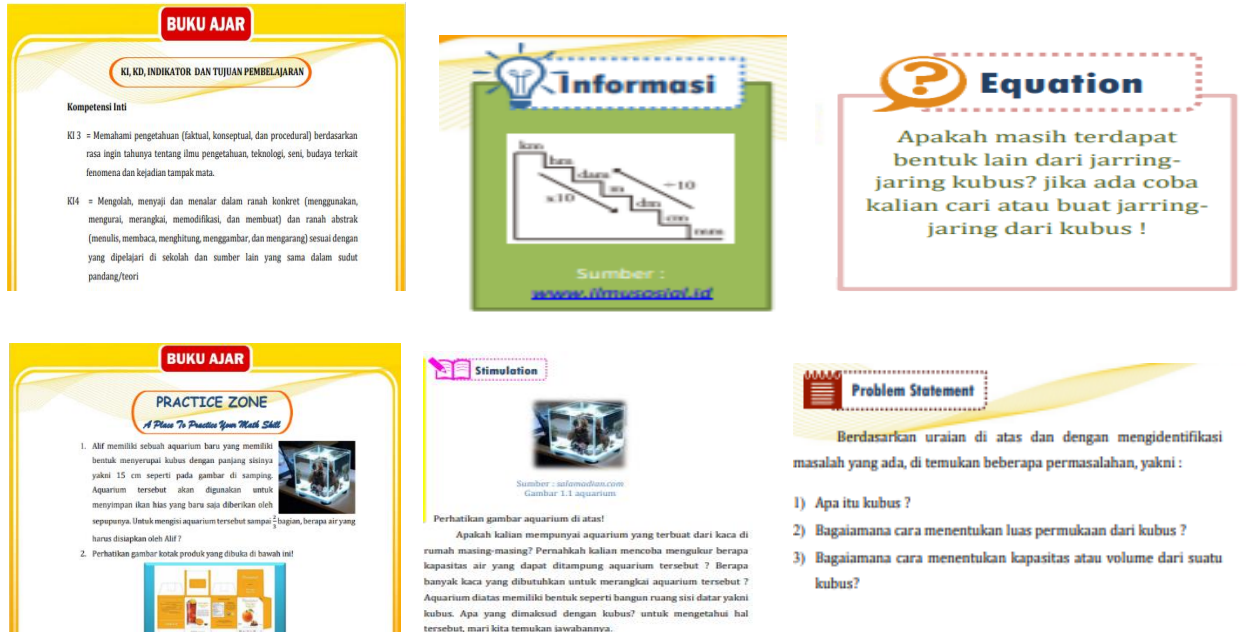 BUKU AJAR
KI, KD, INDIKATOR DAN TUJUAN PEMBELAJARAN
Kompetensi Inti
KI 3 = Memahami pengetahuan (faktual, konseptual, dan procedural) berdasarkan
rasa ingin tahunya tentang ilmu pengetahuan, teknologi, seni, budaya terkait
fenomena dan kejadian tampak mata.
KI4 = Mengolah, menyaji dan menalar dalam ranah konkret (menggunakan,
mengurai, merangkai, memodifikasi, dan membuat) dan ranah abstrak
(menulis, membaca, menghitung, menggambar, dan mengarang) sesuai dengan
yang dipelajari di sekolah dan sumber lain yang sama dalam sudut
pandang/teori
Informasi
km
hm
dam
m
dm
cm
mm
x10
÷10
Sumber :
www.ilmusosial.id
Equation
Apakah masih terdapat
bentuk lain dari jarring-
jaring kubus? jika ada coba
kalian cari atau buat jarring-
jaring dari kubus !
BUKU AJAR
PRACTICE ZONE
A Place To Practice Your Math Skill
1. Alif memiliki sebuah aquarium baru yang memiliki
bentuk menyerupai kubus dengan panjang sisinya
yakni 15 cm seperti pada gambar di samping.
Aquarium tersebut akan digunakan untuk
menyimpan ikan hias yang baru saja diberikan oleh
sepupunya. Untuk mengisi aquarium tersebut sampai bagian, berapa air yang
harus disiapkan oleh Alif ?
2. Perhatikan gambar kotak produk yang dibuka di bawah ini!
Stimulation
Sumber : salamadian.com
Gambar 1.1 aquarium
Perhatikan gambar aquarium di atas!
Apakah kalian mempunyai aquarium yang terbuat dari kaca di
rumah masing-masing? Pernahkah kalian mencoba mengukur berapa
kapasitas air yang dapat ditampung aquarium tersebut ? Berapa
banyak kaca yang dibutuhkan untuk merangkai aquarium tersebut ?
Aquarium diatas memiliki bentuk seperti bangun ruang sisi datar yakni
kubus. Apa yang dimaksud dengan kubus? untuk mengetahui hal
tersebut, mari kita temukan jawabannya.
Problem Statement
Berdasarkan uraian di atas dan dengan mengidentifikasi
masalah yang ada, di temukan beberapa permasalahan, yakni :
1) Apa itu kubus ?
2) Bagaiamana cara menentukan luas permukaan dari kubus ?
3) Bagaiamana cara menentukan kapasitas atau volume dari suatu
kubus?